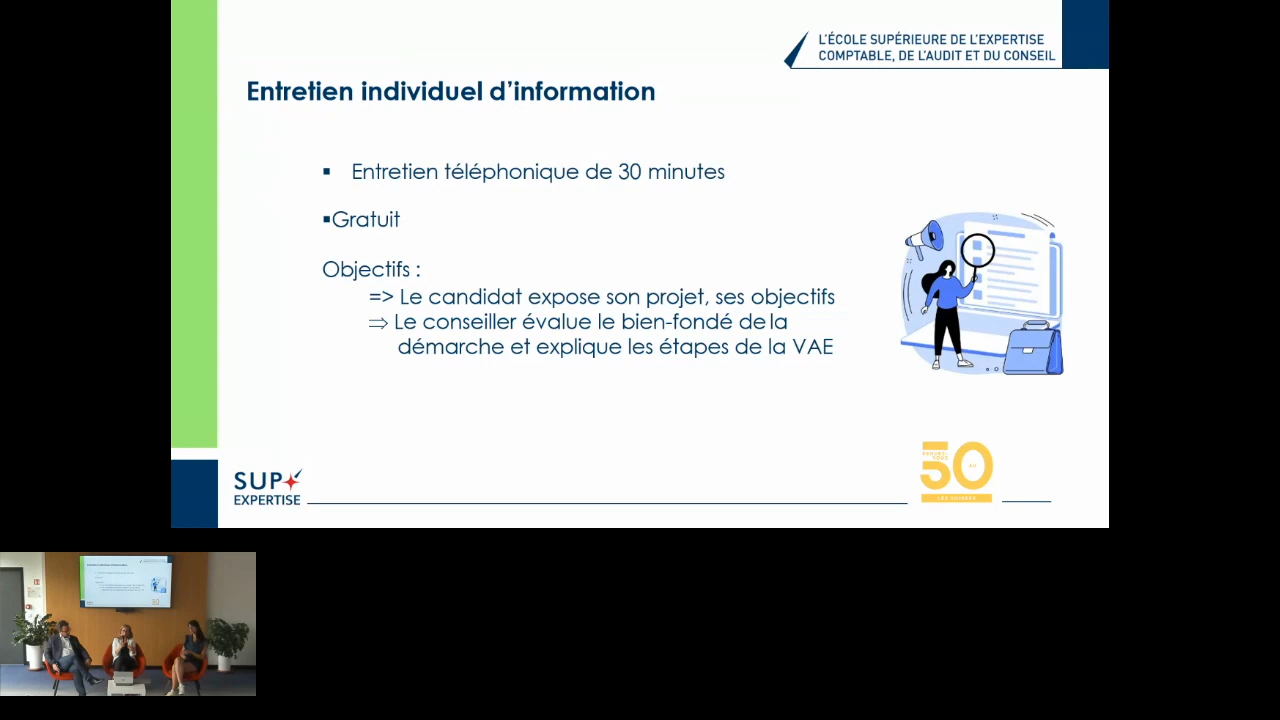 L'ÉCOLE SUPÉRIEURE DE L'EXPERTISE
COMPTABLE, DE L'AUDIT ET DU CONSEIL
Entretien individuel d'information
▪ Entretien téléphonique de 30 minutes
▪Gratuit
Objectifs :
=> Le candidat expose son projet, ses objectifs
⇒ Le conseiller évalue le bien-fondé de la
démarche et explique les étapes de la VAE
SUP
EXPERTISE
50
AU